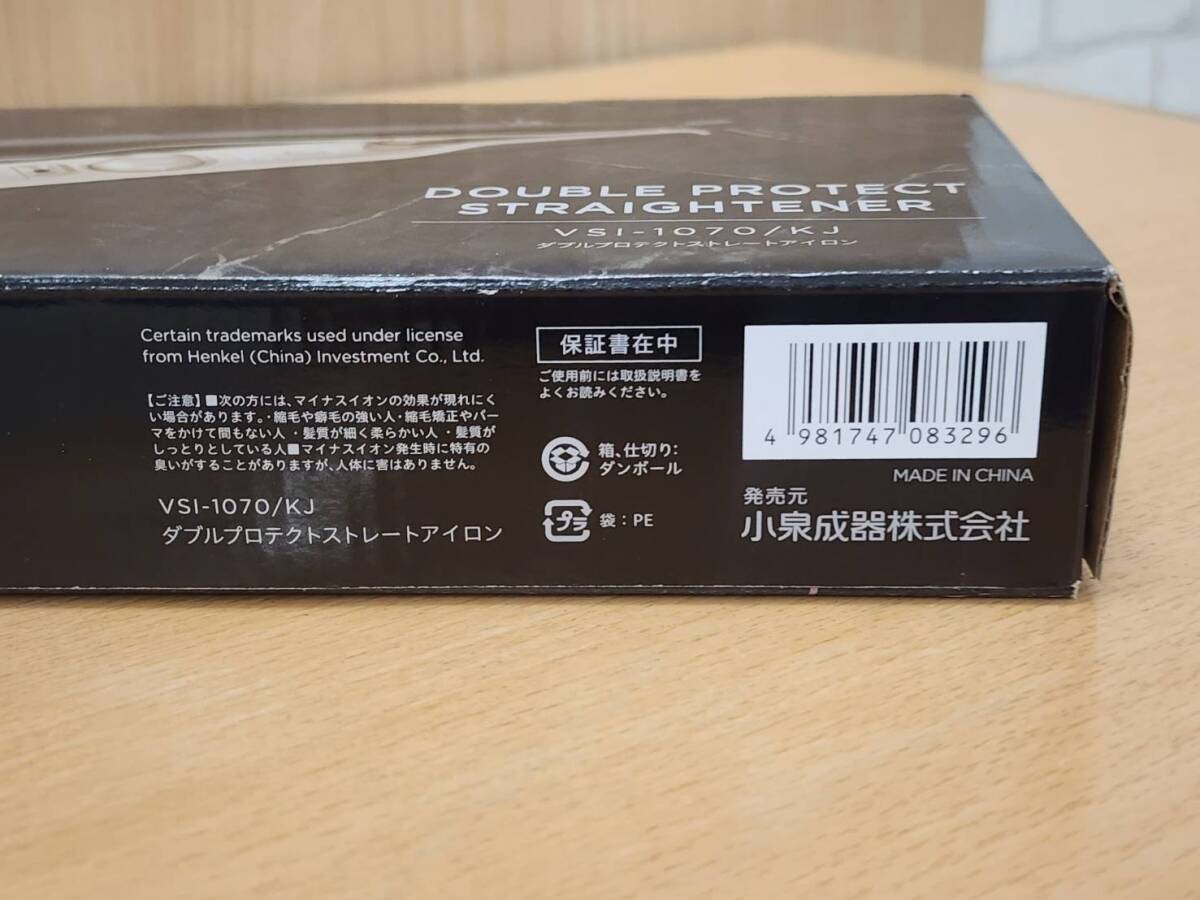 DOUBLE PROTECT
STRAIGHTENER
VSI-1070/KJ
ダブルプロテクトストレートアイロン
Certain trademarks used under license
from Henkel (China) Investment Co., Ltd.
【ご注意】■次の方には、マイナスイオンの効果が現れにく
い場合があります。・縮毛や癖毛の強い人・縮毛矯正やパー
マをかけて間もない人 ・髪質が細く柔らかい人 ・髪質が
しっとりとしている人■マイナスイオン発生時に特有の
臭いがすることがありますが、人体に害はありません。
VSI-1070/KJ
ダブルプロテクトストレートアイロン
保証書在中
ご使用前には取扱説明書を
よくお読みください。
箱、仕切り:
ダンボール
プラ
袋:PE
4 981747 083296
MADE IN CHINA
発売元
小泉成器株式会社